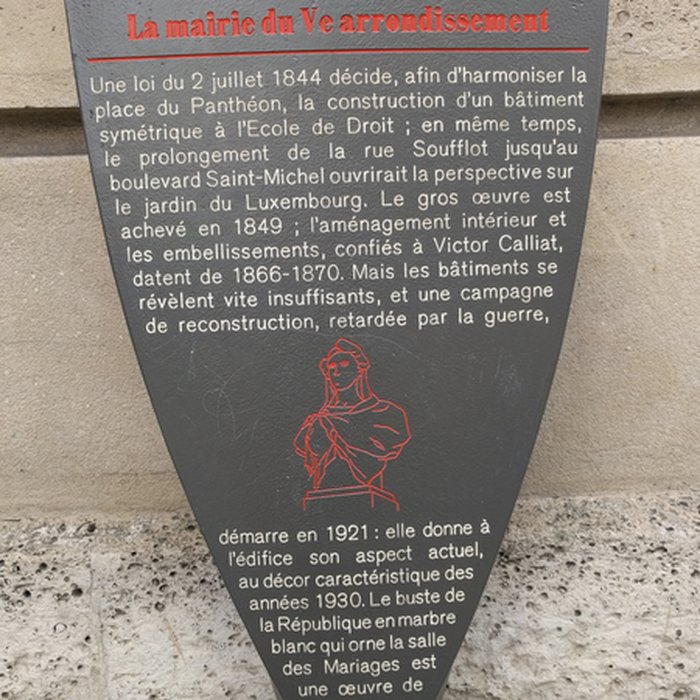 La mairie du Ve arrondissement
Une loi du 2 juillet 1844 décide, afin d'harmoniser la
place du Panthéon, la construction d'un bâtiment
symétrique à l'Ecole de Droit ; en même temps,
le prolongement de la rue Soufflot jusqu'au
boulevard Saint-Michel ouvrirait la perspective sur
le jardin du Luxembourg. Le gros œuvre est
achevé en 1849 ; l'aménagement intérieur et
les embellissements, confiés à Victor Calliat,
datent de 1866-1870. Mais les bâtiments se
révèlent vite insuffisants, et une campagne
de reconstruction, retardée par la guerre,
démarre en 1921 : elle donne à
l'édifice son aspect actuel,
au décor caractéristique des
années 1930. Le buste de
la République en marbre
blanc qui orne la salle
des Mariages est
une œuvre de